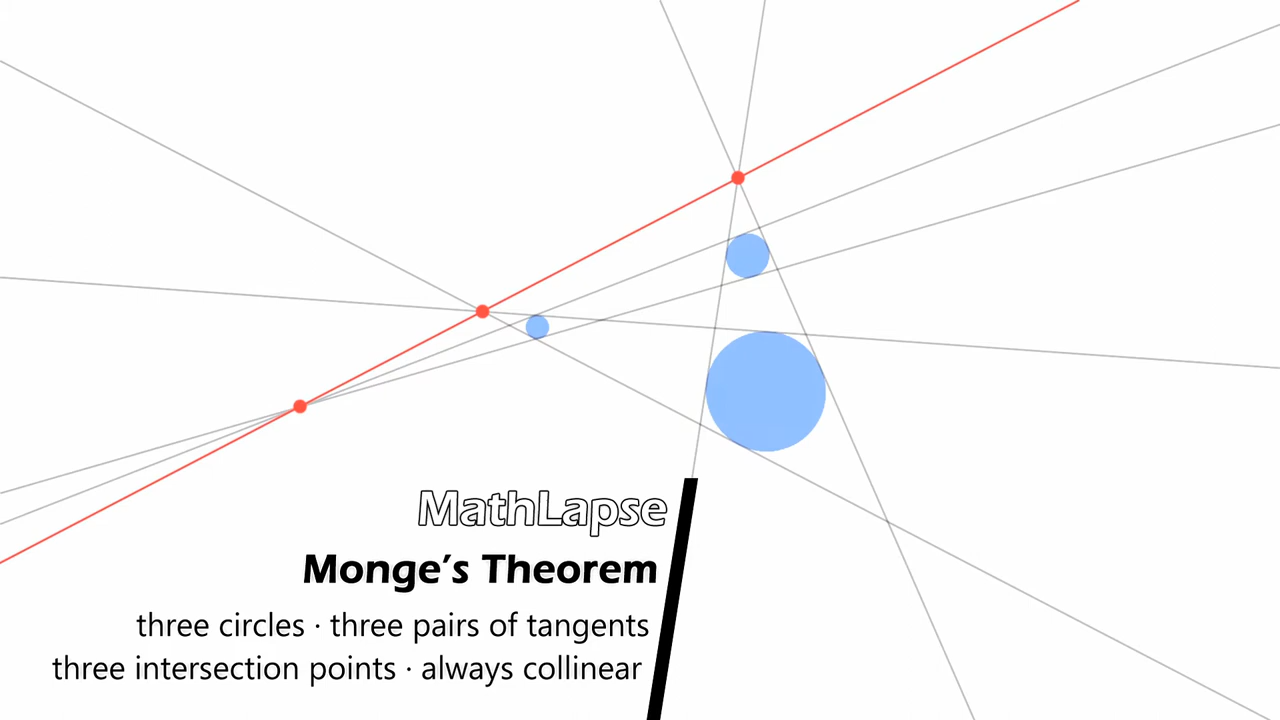 MathLapse
Monge’s Theorem
three circles · three pairs of tangents
three intersection points · always collinear